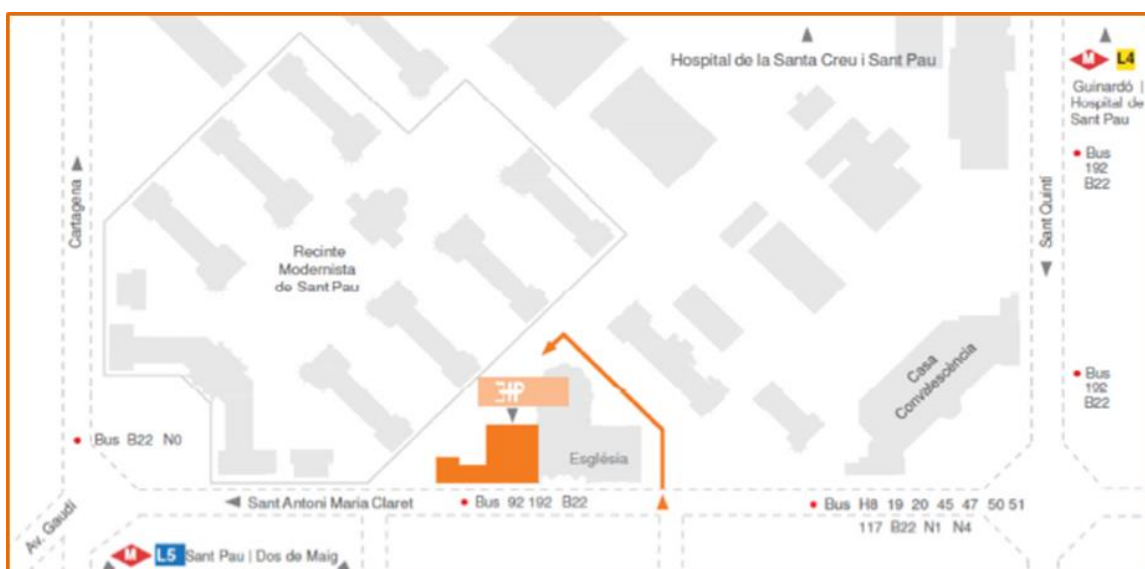 Hospital de la Santa Creu i Sant Pau
M L4
Guinardó |
Hospital de
Sant Pau
Bus
192
B22
Cartagena
Sant Quintí
Recinte
Modernista
de Sant Pau
Casa
Convalescència
Bus
192
B22
Bus B22 N0
Església
Sant Antoni Maria Claret
Bus 92 192 B22
Bus H8 19 20 45 47 50 51
117 B22 N1 N4
Av. Gaudí
M L5 Sant Pau | Dos de Maig